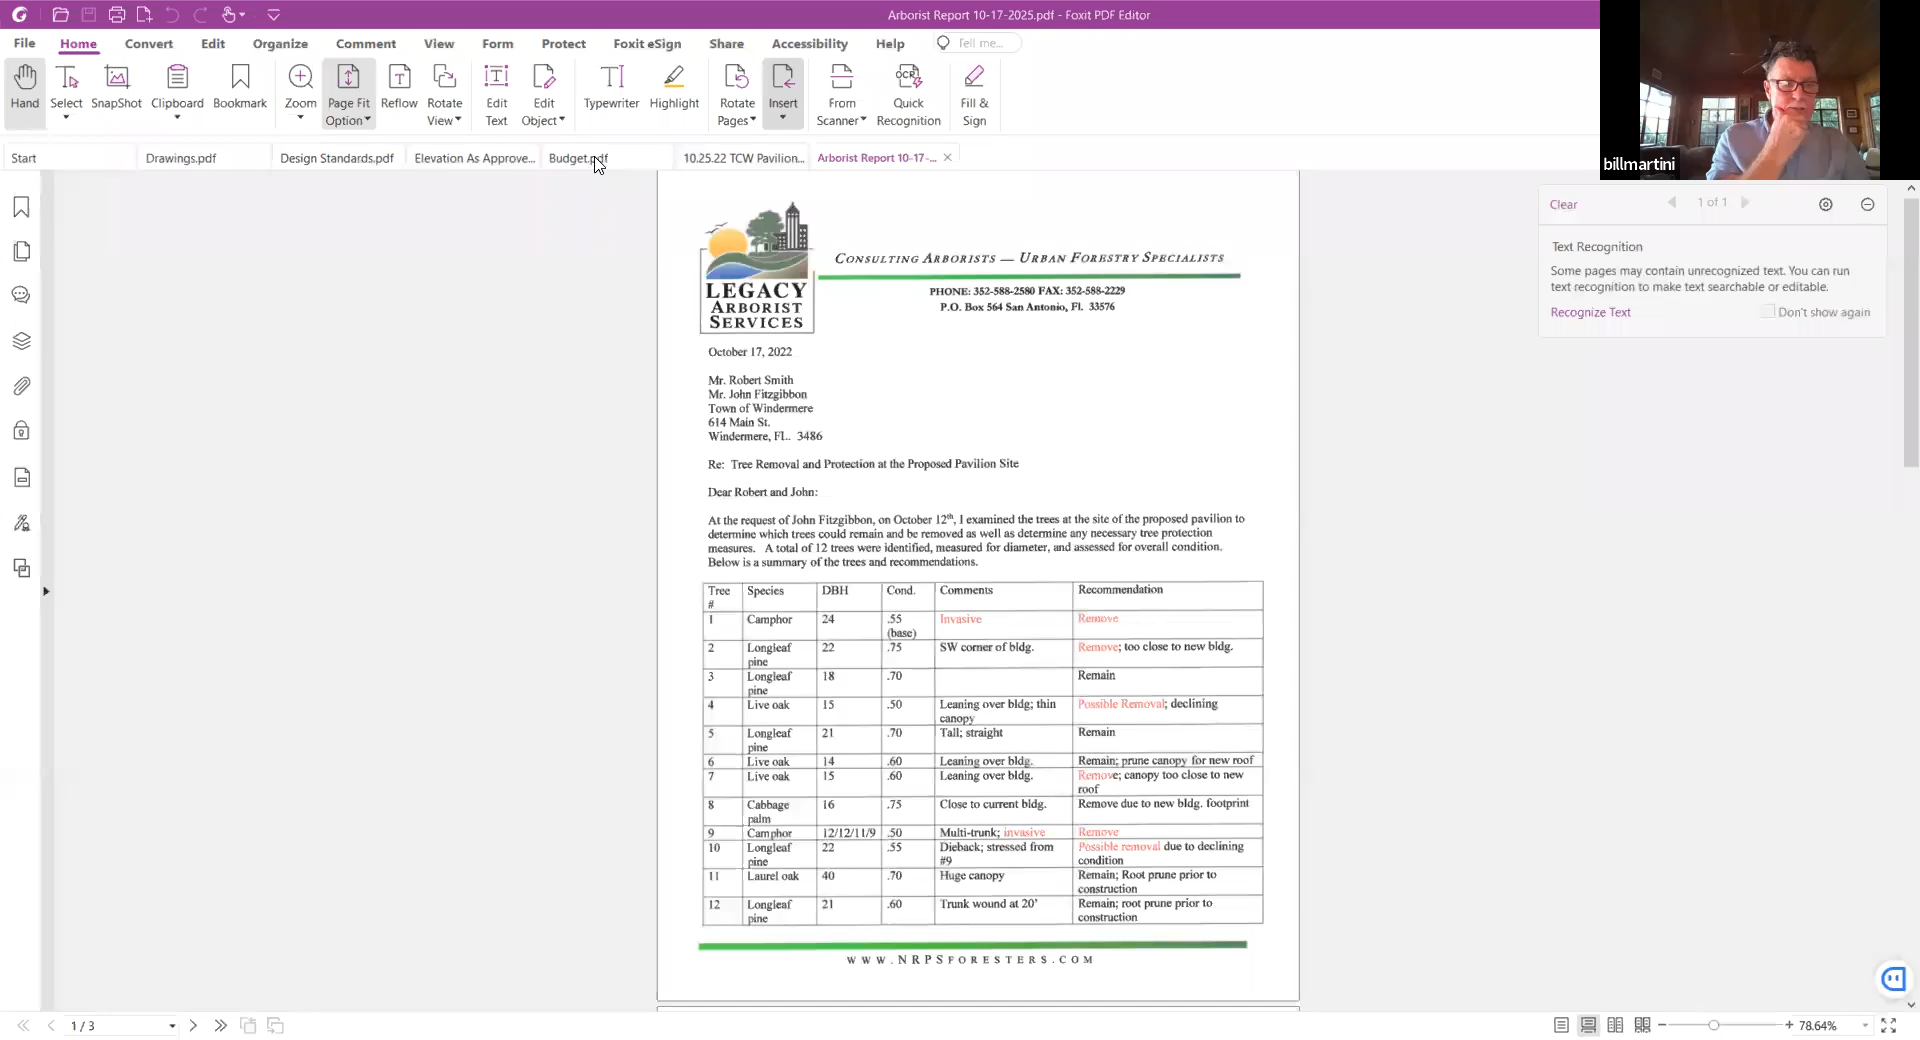 Arborist Report 10-17-2025.pdf - Foxit PDF Editor
File Home Convert Edit Organize Comment View Form Protect Foxit eSign Share Accessibility Help Tell me...
Hand Select SnapShot Clipboard Bookmark Zoom Page Fit Option Reflow Rotate View Edit Text Edit Object Typewriter Highlight Rotate Pages Insert From Scanner Quick Recognition Fill & Sign
Start Drawings.pdf Design Standards.pdf Elevation As Approve... Budget.pdf 10.25.22 TCW Pavilion... Arborist Report 10-17-...
billmartini
Clear 1 of 1
Text Recognition
Some pages may contain unrecognized text. You can run
text recognition to make text searchable or editable.
Recognize Text Don't show again
LEGACY
ARBORIST
SERVICES
CONSULTING ARBORISTS — URBAN FORESTRY SPECIALISTS
PHONE: 352-588-2580 FAX: 352-588-2229
P.O. Box 564 San Antonio, Fl. 33576
October 17, 2022
Mr. Robert Smith
Mr. John Fitzgibbon
Town of Windermere
614 Main St.
Windermere, FL. 3486
Re: Tree Removal and Protection at the Proposed Pavilion Site
Dear Robert and John:
At the request of John Fitzgibbon, on October 12th, I examined the trees at the site of the proposed pavilion to
determine which trees could remain and be removed as well as determine any necessary tree protection
measures. A total of 12 trees were identified, measured for diameter, and assessed for overall condition.
Below is a summary of the trees and recommendations.
Tree # Species DBH Cond. Comments Recommendation
1 Camphor 24 .55 (base) Invasive Remove
2 Longleaf pine 22 .75 SW corner of bldg. Remove; too close to new bldg.
3 Longleaf pine 18 .70 Remain
4 Live oak 15 .50 Leaning over bldg; thin canopy Possible Removal; declining
5 Longleaf pine 21 .70 Tall; straight Remain
6 Live oak 14 .60 Leaning over bldg. Remain; prune canopy for new roof
7 Live oak 15 .60 Leaning over bldg. Remove; canopy too close to new roof
8 Cabbage palm 16 .75 Close to current bldg. Remove due to new bldg. footprint
9 Camphor 12/12/11/9 .50 Multi-trunk; invasive Remove
10 Longleaf pine 22 .55 Dieback; stressed from #9 Possible removal due to declining condition
11 Laurel oak 40 .70 Huge canopy Remain; Root prune prior to construction
12 Longleaf pine 21 .60 Trunk wound at 20' Remain; root prune prior to construction
WWW.NRPSFORESTERS.COM
1 / 3
78.64%